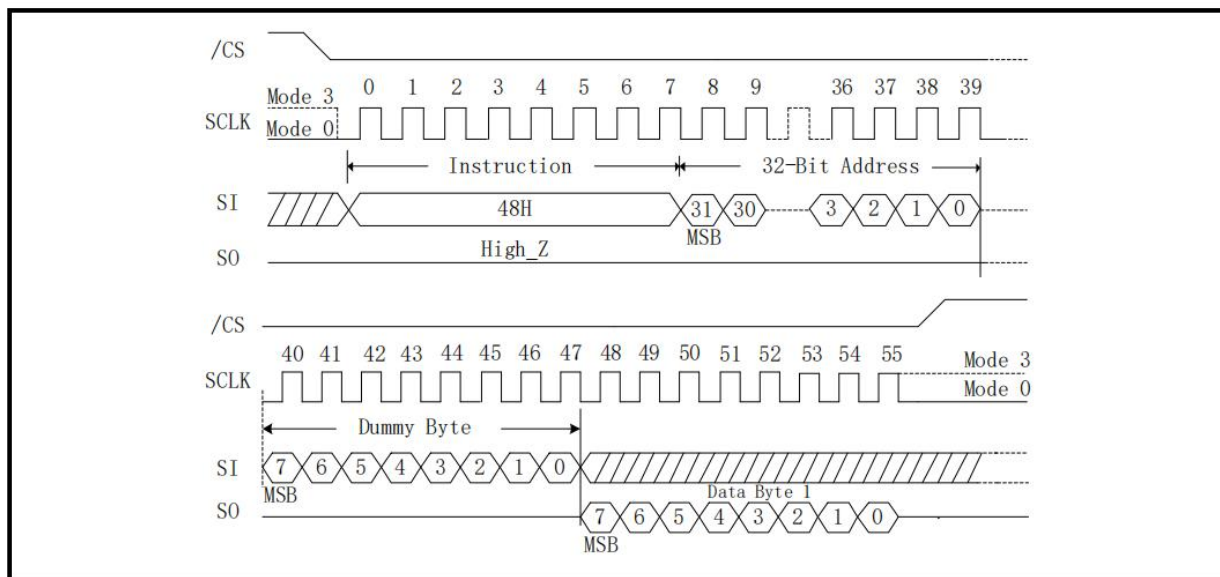 /CS
0 1 2 3 4 5 6 7 8 9 36 37 38 39
Mode 3
SCLK
Mode 0
Instruction 32-Bit Address
SI 48H 31 30 3 2 1 0
MSB
High_Z
SO
/CS
40 41 42 43 44 45 46 47 48 49 50 51 52 53 54 55
Mode 3
SCLK
Mode 0
Dummy Byte
SI 7 6 5 4 3 2 1 0
MSB
Data Byte 1
SO 7 6 5 4 3 2 1 0
MSB